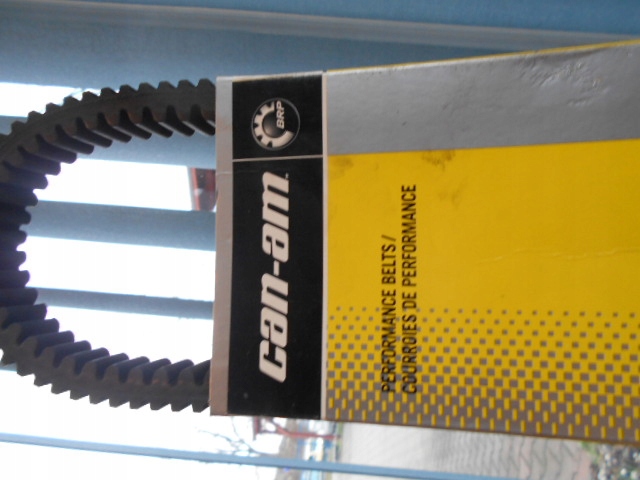 BRP
can-am
PERFORMANCE BELTS/
COURROIES DE PERFORMANCE